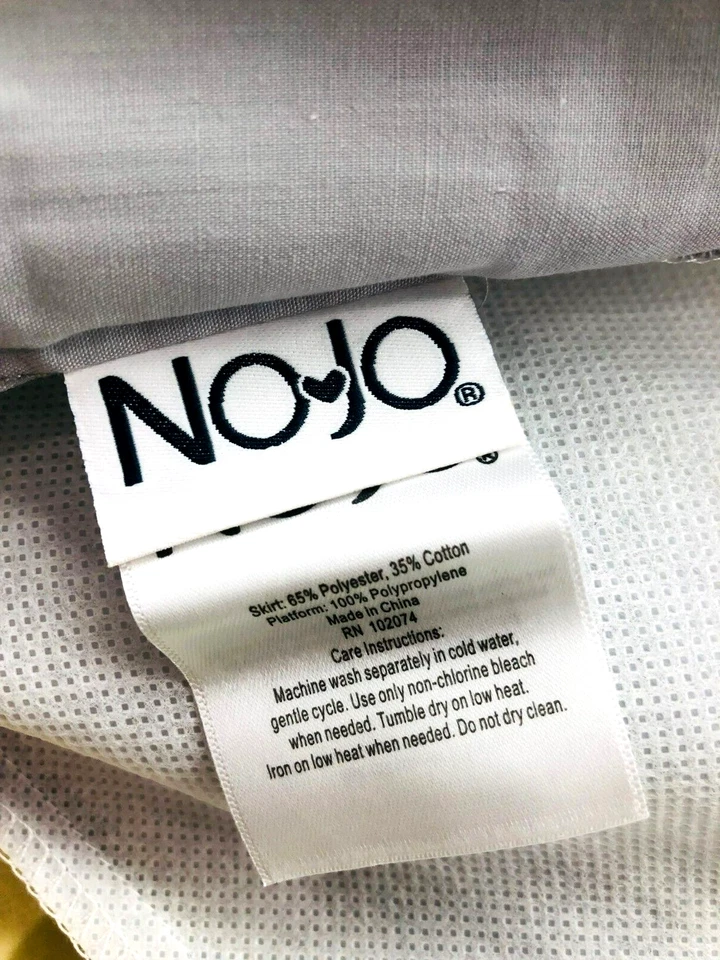 NoJo®
Skirt: 65% Polyester, 35% Cotton
Platform: 100% Polypropylene
Made in China
RN 102074
Care Instructions:
Machine wash separately in cold water,
gentle cycle. Use only non-chlorine bleach
when needed. Tumble dry on low heat.
Iron on low heat when needed. Do not dry clean.